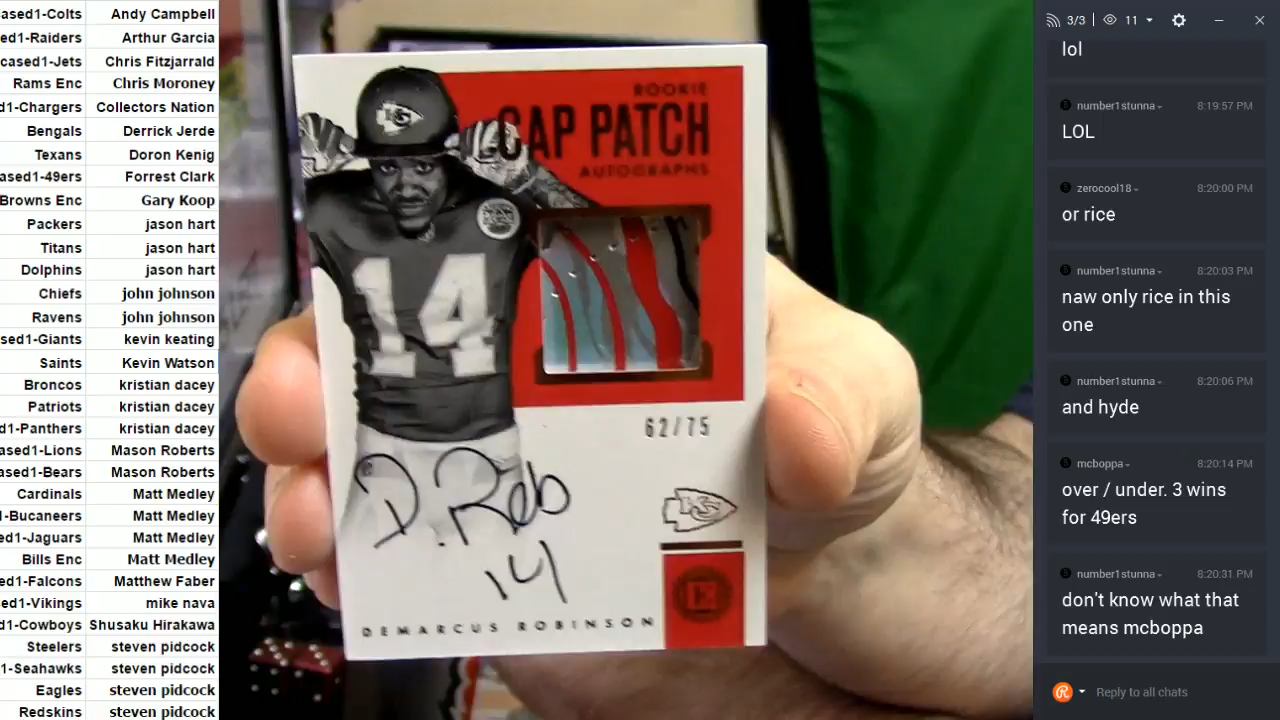 ased1-Colts Andy Campbell
ed1-Raiders Arthur Garcia
cased1-Jets Chris Fitzjarrald
Rams Enc Chris Moroney
d1-Chargers Collectors Nation
Bengals Derrick Jerde
Texans Doron Kenig
ased1-49ers Forrest Clark
Browns Enc Gary Koop
Packers jason hart
Titans jason hart
Dolphins jason hart
Chiefs john johnson
Ravens john johnson
sed1-Giants kevin keating
Saints Kevin Watson
Broncos kristian dacey
Patriots kristian dacey
d1-Panthers kristian dacey
ased1-Lions Mason Roberts
ased1-Bears Mason Roberts
Cardinals Matt Medley
1-Bucaneers Matt Medley
d1-Jaguars Matt Medley
Bills Enc Matt Medley
ed1-Falcons Matthew Faber
ed1-Vikings mike nava
d1-Cowboys Shusaku Hirakawa
Steelers steven pidcock
1-Seahawks steven pidcock
Eagles steven pidcock
Redskins steven pidcock
ROOKIE
CAP PATCH
AUTOGRAPHS
14
62/75
D. Rob
14
KC
E
DEMARCUS ROBINSON
3/3 11
lol
number1stunna 8:19:57 PM
LOL
zerocool18 8:20:00 PM
or rice
number1stunna 8:20:03 PM
naw only rice in this
one
number1stunna 8:20:06 PM
and hyde
mcboppa 8:20:14 PM
over / under. 3 wins
for 49ers
number1stunna 8:20:31 PM
don't know what that
means mcboppa
Reply to all chats